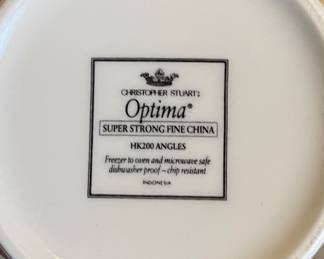 CHRISTOPHER STUART:
Optima®
SUPER STRONG FINE CHINA
HK200 ANGLES
Freezer to oven and microwave safe
dishwasher proof – chip resistant
INDONESIA